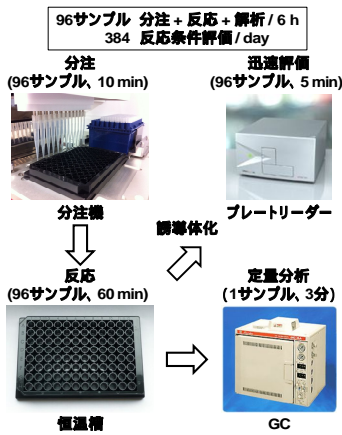 96サンプル 分注 + 反応 + 解析 / 6 h
384 反応条件評価 / day
分注
(96サンプル、10 min)
迅速評価
(96サンプル、5 min)
分注機
プレートリーダー
誘導体化
反応
(96サンプル、60 min)
定量分析
(1サンプル、3分)
恒温槽
GC